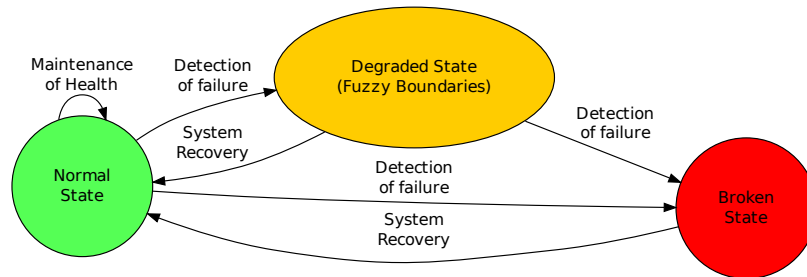 Maintenance
of Health
Detection
of failure
Degraded State
(Fuzzy Boundaries)
Detection
of failure
System
Recovery
Normal
State
Detection
of failure
Broken
State
System
Recovery